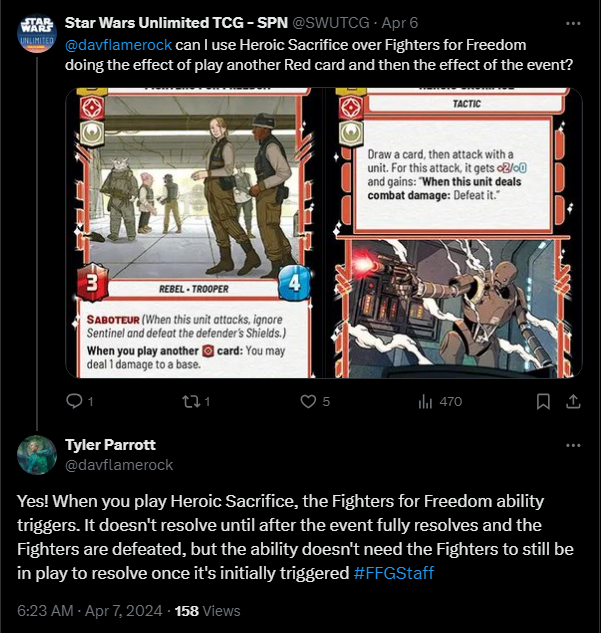 STAR WARS UNLIMITED
Star Wars Unlimited TCG - SPN @SWUTCG · Apr 6
@davflamerock can I use Heroic Sacrifice over Fighters for Freedom
doing the effect of play another Red card and then the effect of the event?
3
REBEL • TROOPER
4
SABOTEUR (When this unit attacks, ignore
Sentinel and defeat the defender's Shields.)
When you play another card: You may
deal 1 damage to a base.
TACTIC
Draw a card, then attack with a
unit. For this attack, it gets +2/+0
and gains: "When this unit deals
combat damage: Defeat it."
1
1
5
470
Tyler Parrott
@davflamerock
Yes! When you play Heroic Sacrifice, the Fighters for Freedom ability
triggers. It doesn't resolve until after the event fully resolves and the
Fighters are defeated, but the ability doesn't need the Fighters to still be
in play to resolve once it's initially triggered #FFGStaff
6:23 AM · Apr 7, 2024 · 158 Views